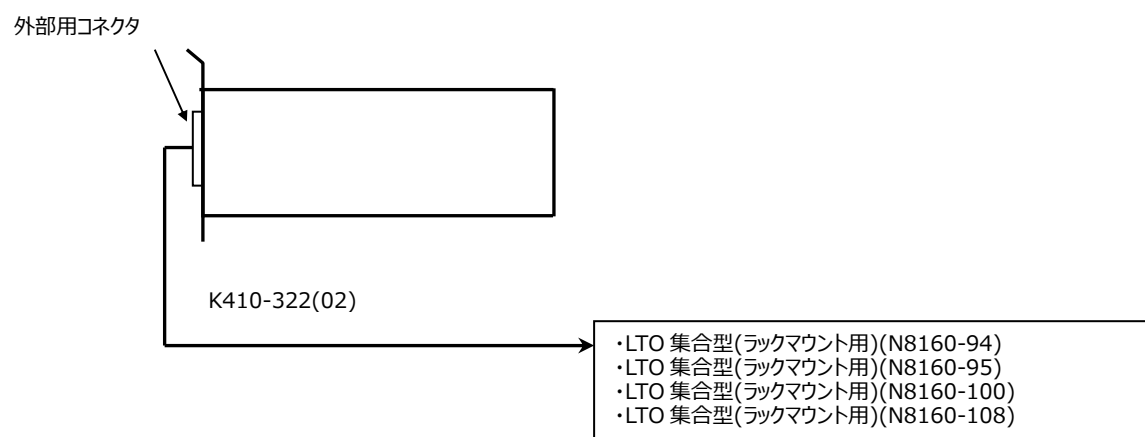 外部用コネクタ
K410-322(02)
・LTO 集合型(ラックマウント用)(N8160-94)
・LTO 集合型(ラックマウント用)(N8160-95)
・LTO 集合型(ラックマウント用)(N8160-100)
・LTO 集合型(ラックマウント用)(N8160-108)